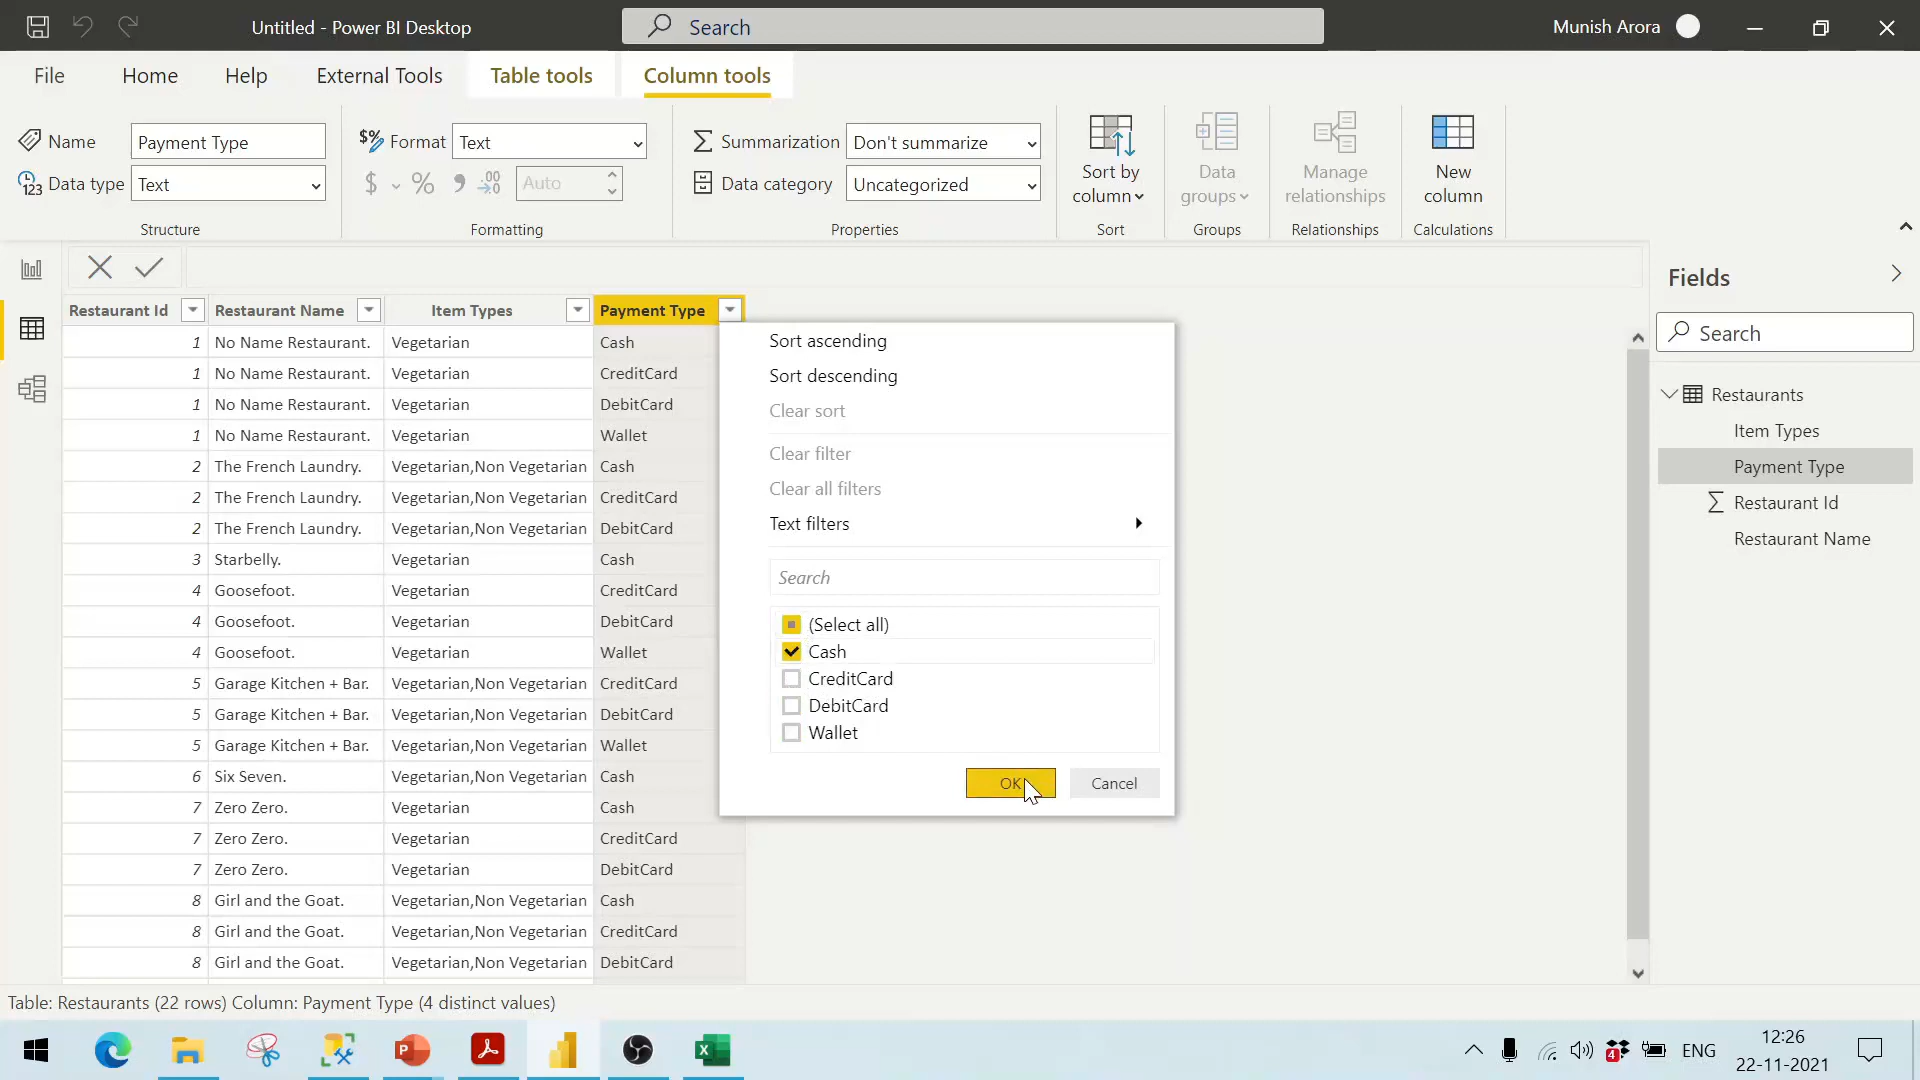 Untitled - Power BI Desktop
Search
Munish Arora
File Home Help External Tools Table tools Column tools
Name Payment Type
$% Format Text
Summarization Don't summarize
Sort by column
Data groups
Manage relationships
New column
123 Data type Text
$ % 9 .00 Auto
Data category Uncategorized
Structure Formatting Properties Sort Groups Relationships Calculations
Fields
Search
Restaurants
Item Types
Payment Type
Restaurant Id
Restaurant Name
Restaurant Id Restaurant Name Item Types Payment Type
1 No Name Restaurant. Vegetarian Cash
1 No Name Restaurant. Vegetarian CreditCard
1 No Name Restaurant. Vegetarian DebitCard
1 No Name Restaurant. Vegetarian Wallet
2 The French Laundry. Vegetarian,Non Vegetarian Cash
2 The French Laundry. Vegetarian,Non Vegetarian CreditCard
2 The French Laundry. Vegetarian,Non Vegetarian DebitCard
3 Starbelly. Vegetarian Cash
4 Goosefoot. Vegetarian CreditCard
4 Goosefoot. Vegetarian DebitCard
4 Goosefoot. Vegetarian Wallet
5 Garage Kitchen + Bar. Vegetarian,Non Vegetarian CreditCard
5 Garage Kitchen + Bar. Vegetarian,Non Vegetarian DebitCard
5 Garage Kitchen + Bar. Vegetarian,Non Vegetarian Wallet
6 Six Seven. Vegetarian,Non Vegetarian Cash
7 Zero Zero. Vegetarian Cash
7 Zero Zero. Vegetarian CreditCard
7 Zero Zero. Vegetarian DebitCard
8 Girl and the Goat. Vegetarian,Non Vegetarian Cash
8 Girl and the Goat. Vegetarian,Non Vegetarian CreditCard
8 Girl and the Goat. Vegetarian,Non Vegetarian DebitCard
Sort ascending
Sort descending
Clear sort
Clear filter
Clear all filters
Text filters
Search
(Select all)
Cash
CreditCard
DebitCard
Wallet
OK Cancel
Table: Restaurants (22 rows) Column: Payment Type (4 distinct values)
P
X
4
ENG
12:26
22-11-2021